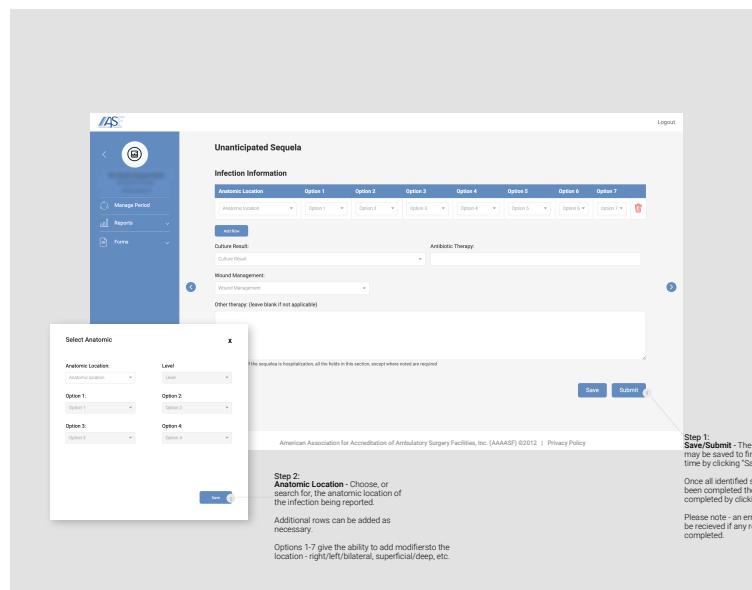 Logout
Unanticipated Sequela
Infection Information
Anatomic Location Option 1 Option 2 Option 3 Option 4 Option 5 Option 6 Option 7
Anatomic location Option 1 Option 2 Option 3 Option 4 Option 5 Option 6 Option 7
Add Row
Manage Period
Reports
Forms
Culture Result: Antibiotic Therapy:
Culture Result
Wound Management:
Wound Management
Other therapy: (leave blank if not applicable)
f the sequelea is hospitalization, all the fields in this section, except where noted are required
Save Submit
American Association for Accreditation of Ambulatory Surgery Facilities, Inc. (AAAASF) ©2012 | Privacy Policy
Select Anatomic x
Anatomic Location: Level
Anatomic location Level
Option 1: Option 2:
Option 1 Option 2
Option 3: Option 4:
Option 3 Option 4
Save
Step 2:
Anatomic Location - Choose, or
search for, the anatomic location of
the infection being reported.
Additional rows can be added as
necessary.
Options 1-7 give the ability to add modifiersto the
location - right/left/bilateral, superficial/deep, etc.
Step 1:
Save/Submit - The
may be saved to fi
time by clicking "Sa
Once all identified s
been completed the
completed by clicki
Please note - an er
be recieved if any re
completed.